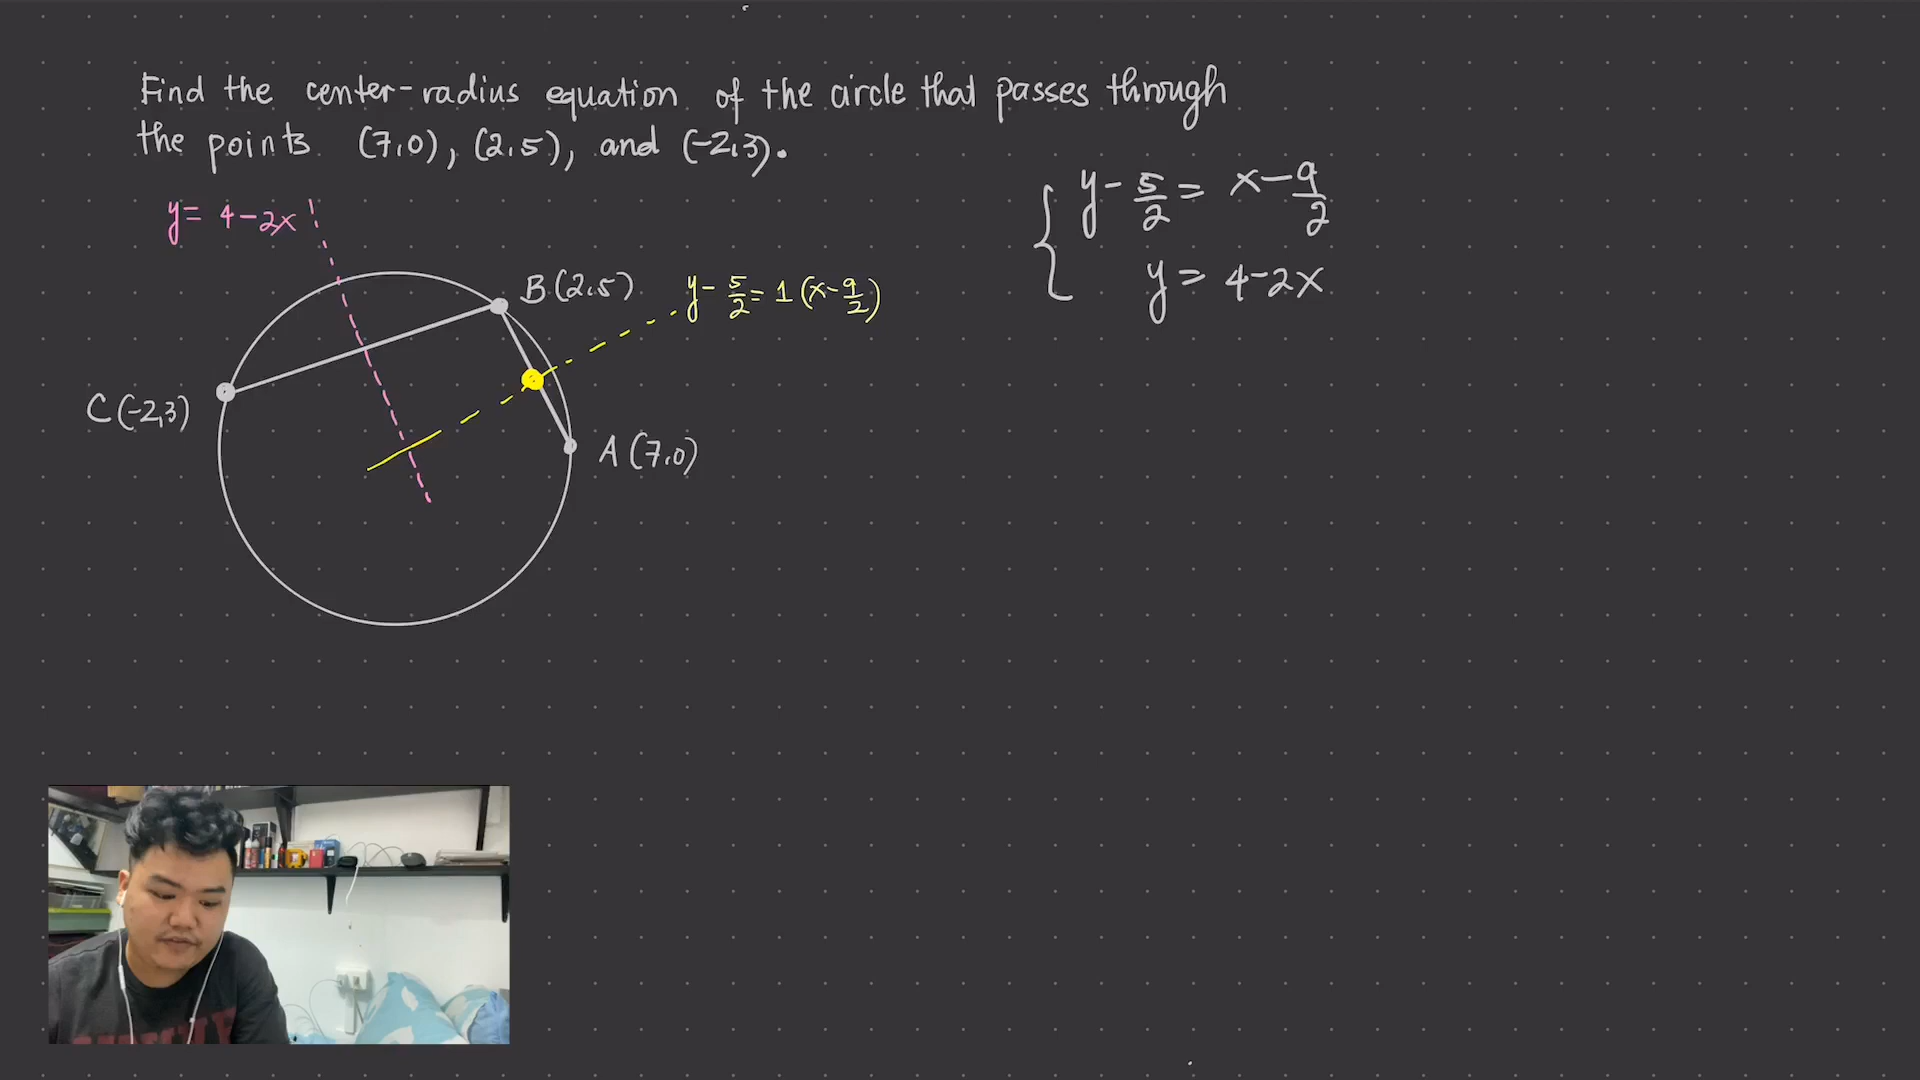 Find the center-radius equation of the circle that passes through
the points (7,0), (2,5), and (-2,3).
y = 4-2x
B(2,5)
y - 5/2 = 1(x - 9/2)
C(-2,3)
A(7,0)
y - 5/2 = x - 9/2
y = 4-2x